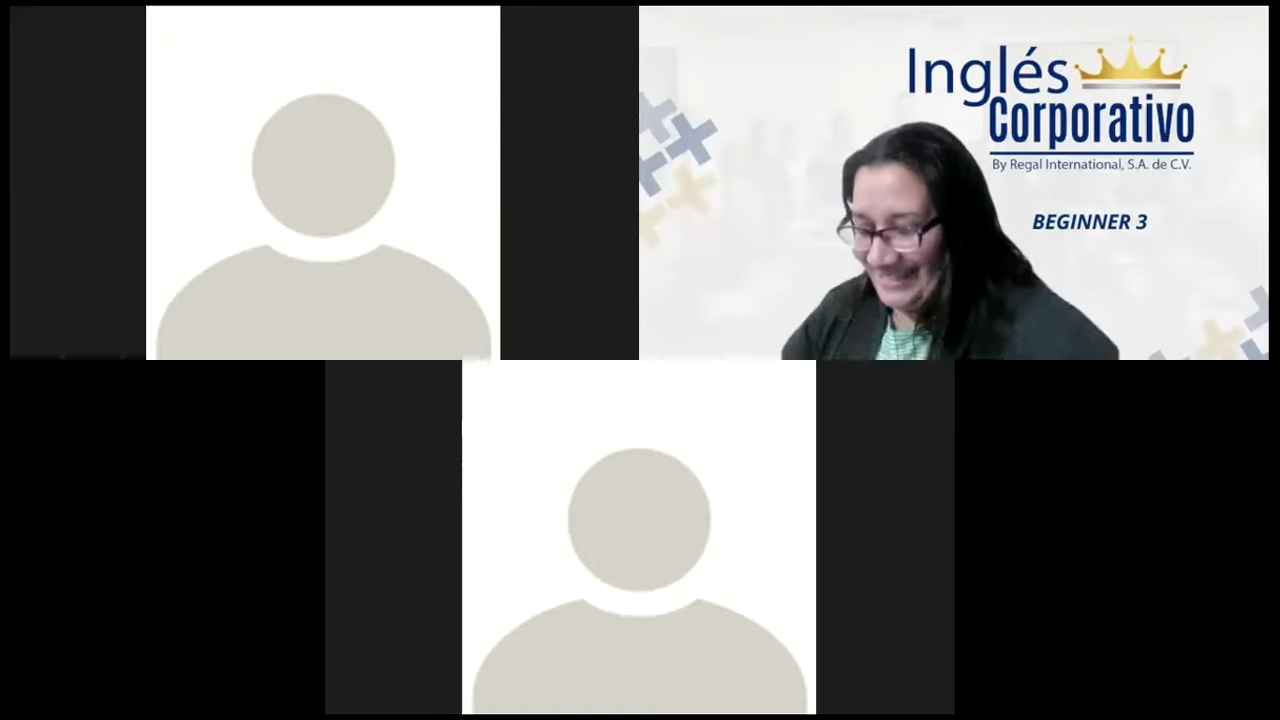 Inglés
Corporativo
By Regal International, S.A. de C.V.
BEGINNER 3